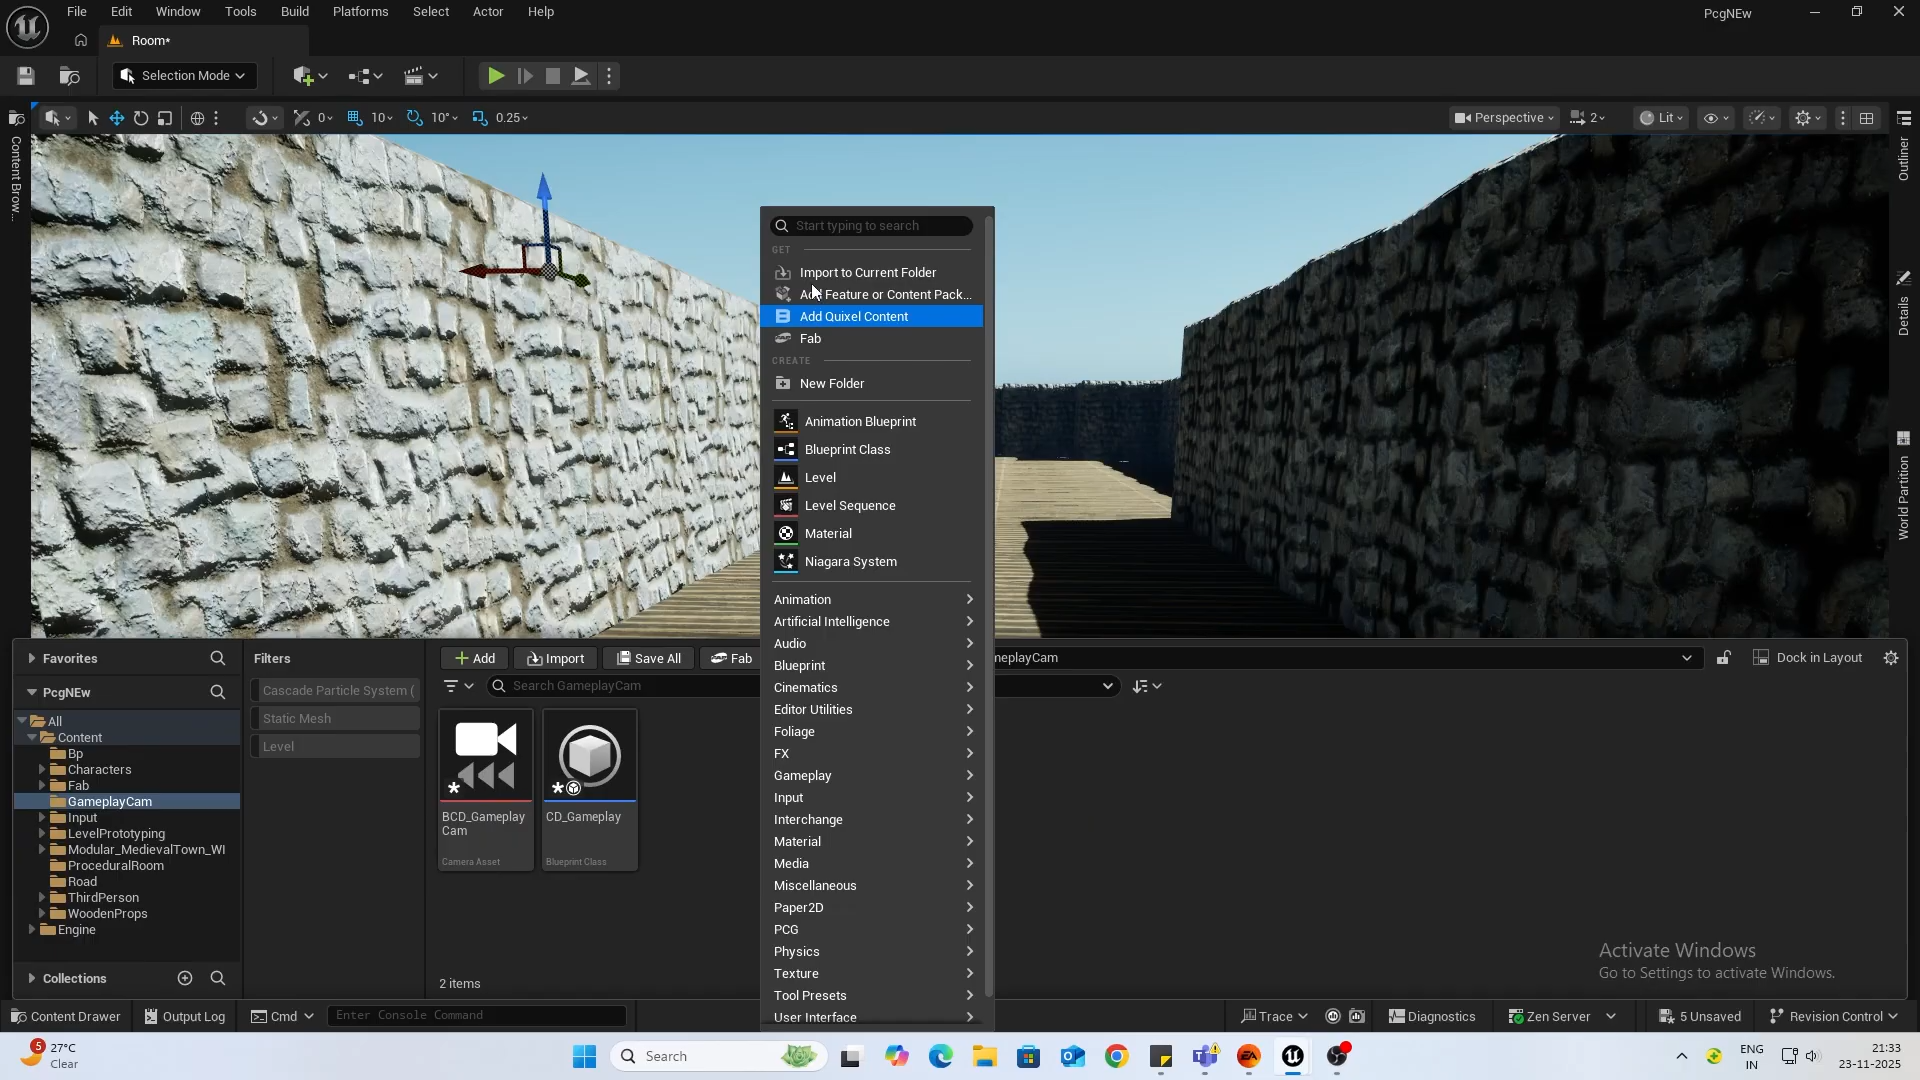 File Edit Window Tools Build Platforms Select Actor Help PcgNEw
Room*
Selection Mode
0 10 10° 0.25 Perspective 2 Lit
Content Brow...
Outliner
Details
World Partition
Start typing to search
GET
Import to Current Folder
Add Feature or Content Pack...
Add Quixel Content
Fab
CREATE
New Folder
Animation Blueprint
Blueprint Class
Level
Level Sequence
Material
Niagara System
Animation
Artificial Intelligence
Audio
Blueprint
Cinematics
Editor Utilities
Foliage
FX
Gameplay
Input
Interchange
Material
Media
Miscellaneous
Paper2D
PCG
Physics
Texture
Tool Presets
User Interface
Favorites
PcgNEw
All
Content
Bp
Characters
Fab
GameplayCam
Input
LevelPrototyping
Modular_MedievalTown_WI
ProceduralRoom
Road
ThirdPerson
WoodenProps
Engine
Collections
Filters
Cascade Particle System (
Static Mesh
Level
Add Import Save All Fab meplayCam Dock in Layout
Search GameplayCam
BCD_Gameplay
Cam
Camera Asset
CD_Gameplay
Blueprint Class
2 items
Activate Windows
Go to Settings to activate Windows.
Content Drawer Output Log Cmd Enter Console Command Trace Diagnostics Zen Server 5 Unsaved Revision Control
5
27°C
Clear
Search
ENG
IN
21:33
23-11-2025